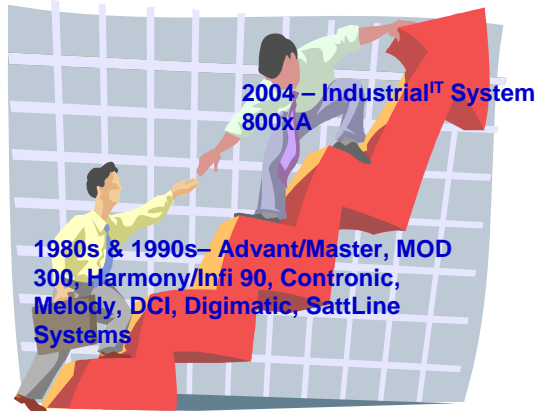 2004 – Industrialᴵᵀ System
800xA
1980s & 1990s– Advant/Master, MOD
300, Harmony/Infi 90, Contronic,
Melody, DCI, Digimatic, SattLine
Systems